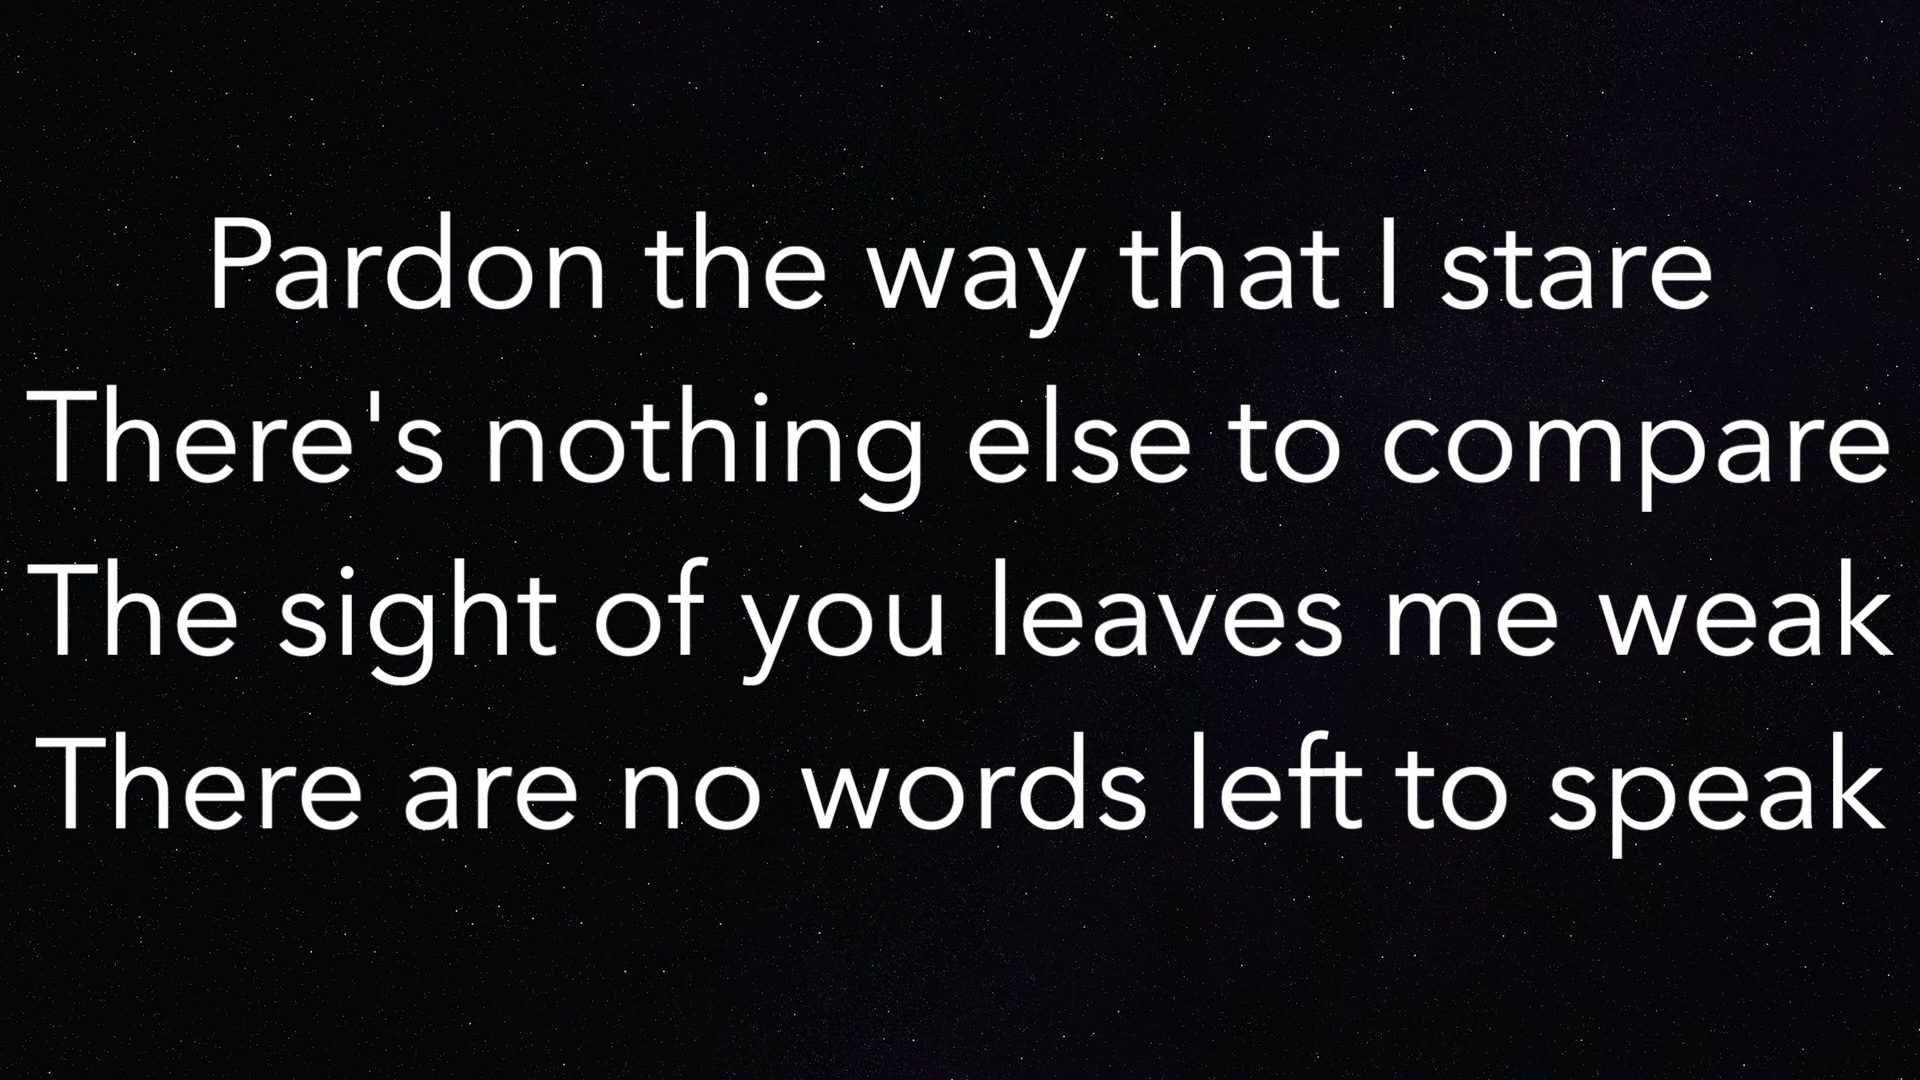 Pardon the way that I stare
There's nothing else to compare
The sight of you leaves me weak
There are no words left to speak